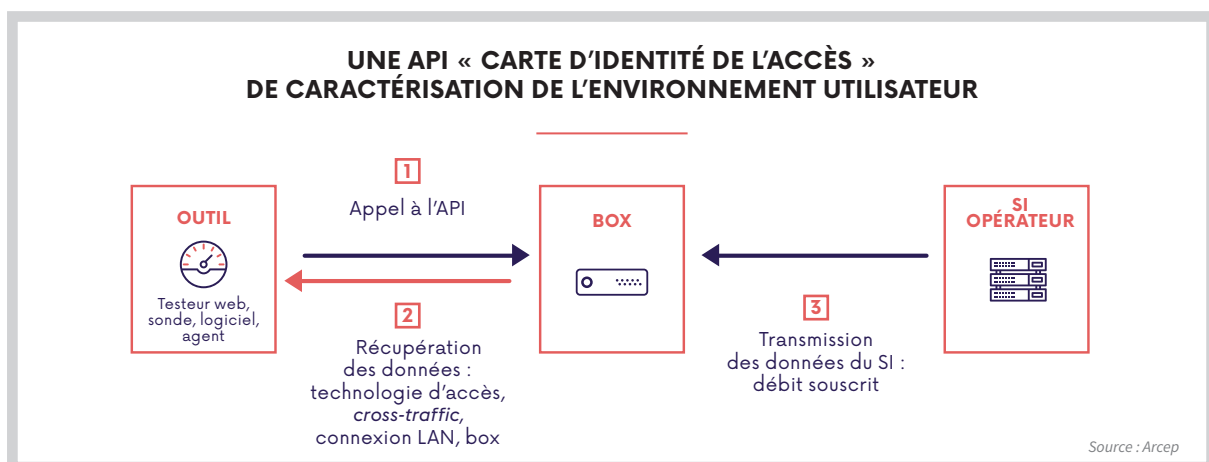 UNE API « CARTE D'IDENTITÉ DE L'ACCÈS »
DE CARACTÉRISATION DE L'ENVIRONNEMENT UTILISATEUR
OUTIL
Testeur web,
sonde, logiciel,
agent
1
Appel à l'API
2
Récupération
des données :
technologie d'accès,
cross-traffic,
connexion LAN, box
BOX
3
Transmission
des données du SI :
débit souscrit
SI
OPÉRATEUR
Source : Arcep